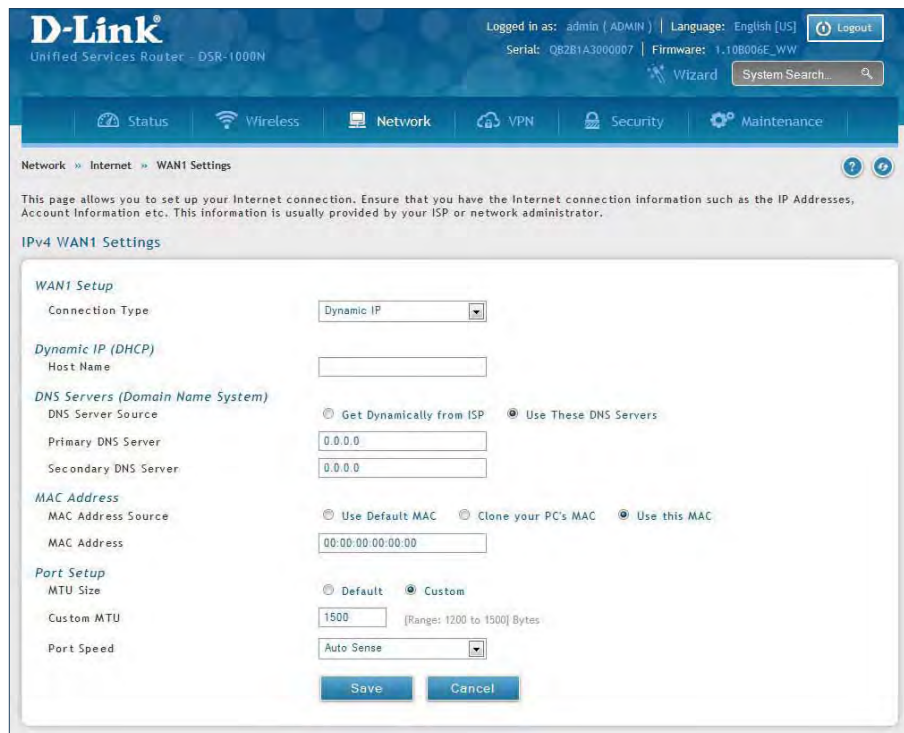 D-Link
Unified Services Router - DSR-1000N
Logged in as: admin ( ADMIN ) | Language: English [US]
Logout
Serial: QB2B1A3000007 | Firmware: 1.10B006E_WW
Wizard
System Search...
Status
Wireless
Network
VPN
Security
Maintenance
Network » Internet » WAN1 Settings
?
This page allows you to set up your Internet connection. Ensure that you have the Internet connection information such as the IP Addresses,
Account Information etc. This information is usually provided by your ISP or network administrator.
IPv4 WAN1 Settings
WAN1 Setup
Connection Type Dynamic IP
Dynamic IP (DHCP)
Host Name
DNS Servers (Domain Name System)
DNS Server Source Get Dynamically from ISP Use These DNS Servers
Primary DNS Server 0.0.0.0
Secondary DNS Server 0.0.0.0
MAC Address
MAC Address Source Use Default MAC Clone your PC's MAC Use this MAC
MAC Address 00:00:00:00:00:00
Port Setup
MTU Size Default Custom
Custom MTU 1500 [Range: 1200 to 1500] Bytes
Port Speed Auto Sense
Save Cancel